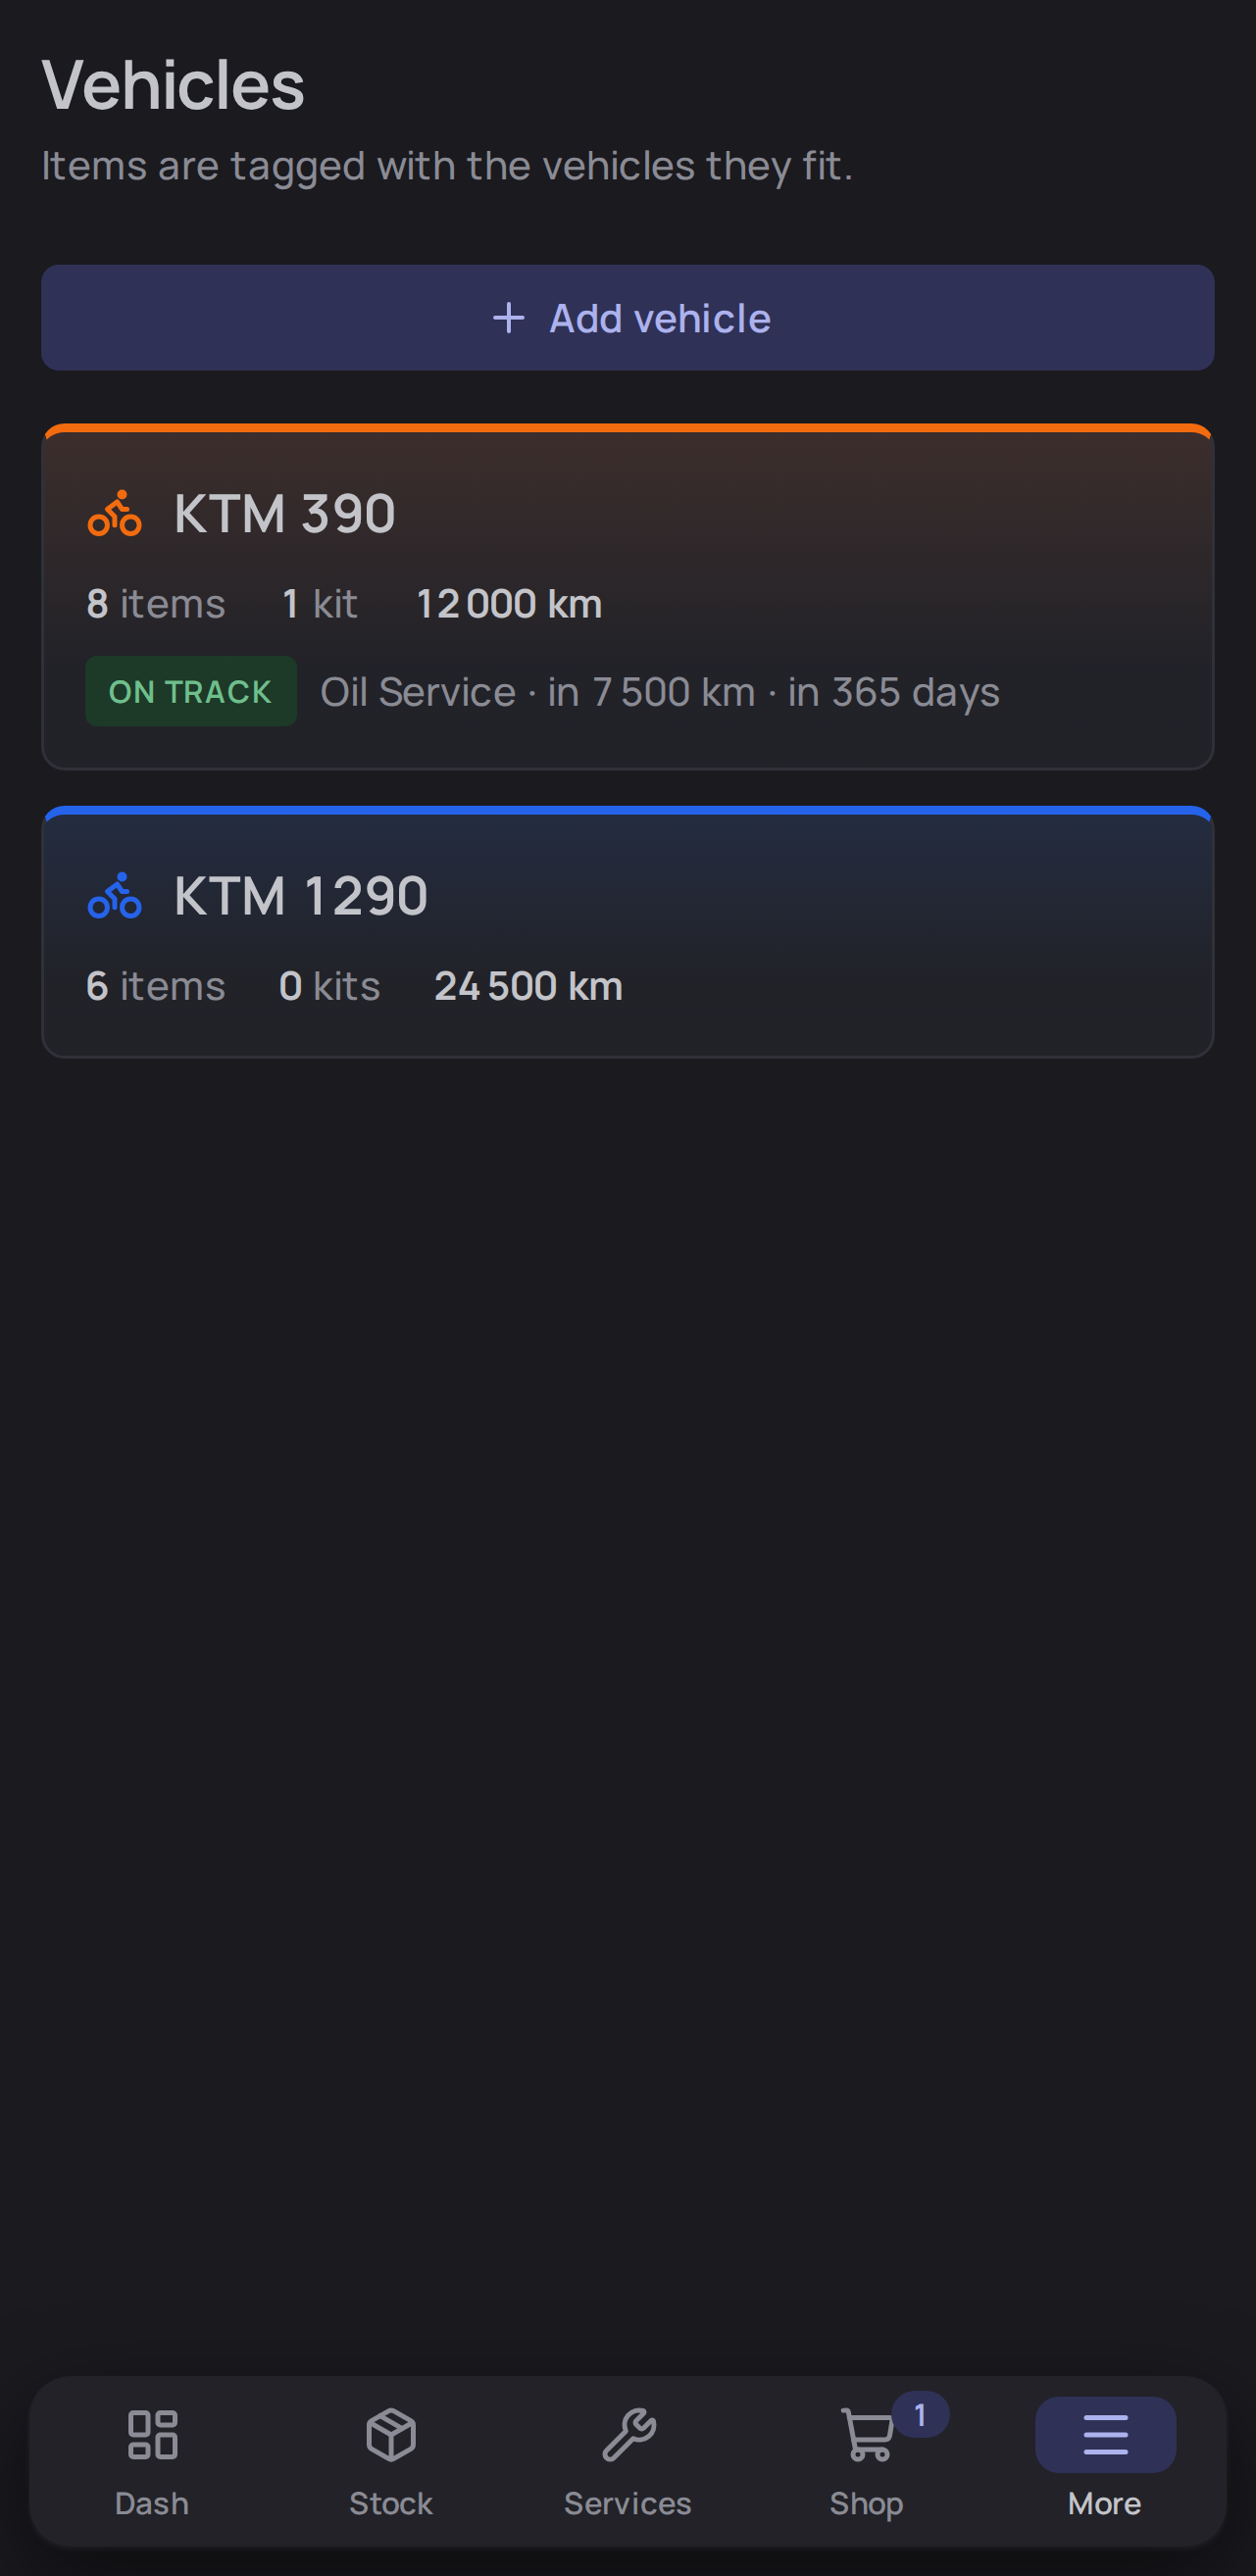 Vehicles
Items are tagged with the vehicles they fit.
Add vehicle
KTM 390
8 items 1 kit 12 000 km
ON TRACK Oil Service · in 7 500 km · in 365 days
KTM 1290
6 items 0 kits 24 500 km
1
Dash Stock Services Shop More